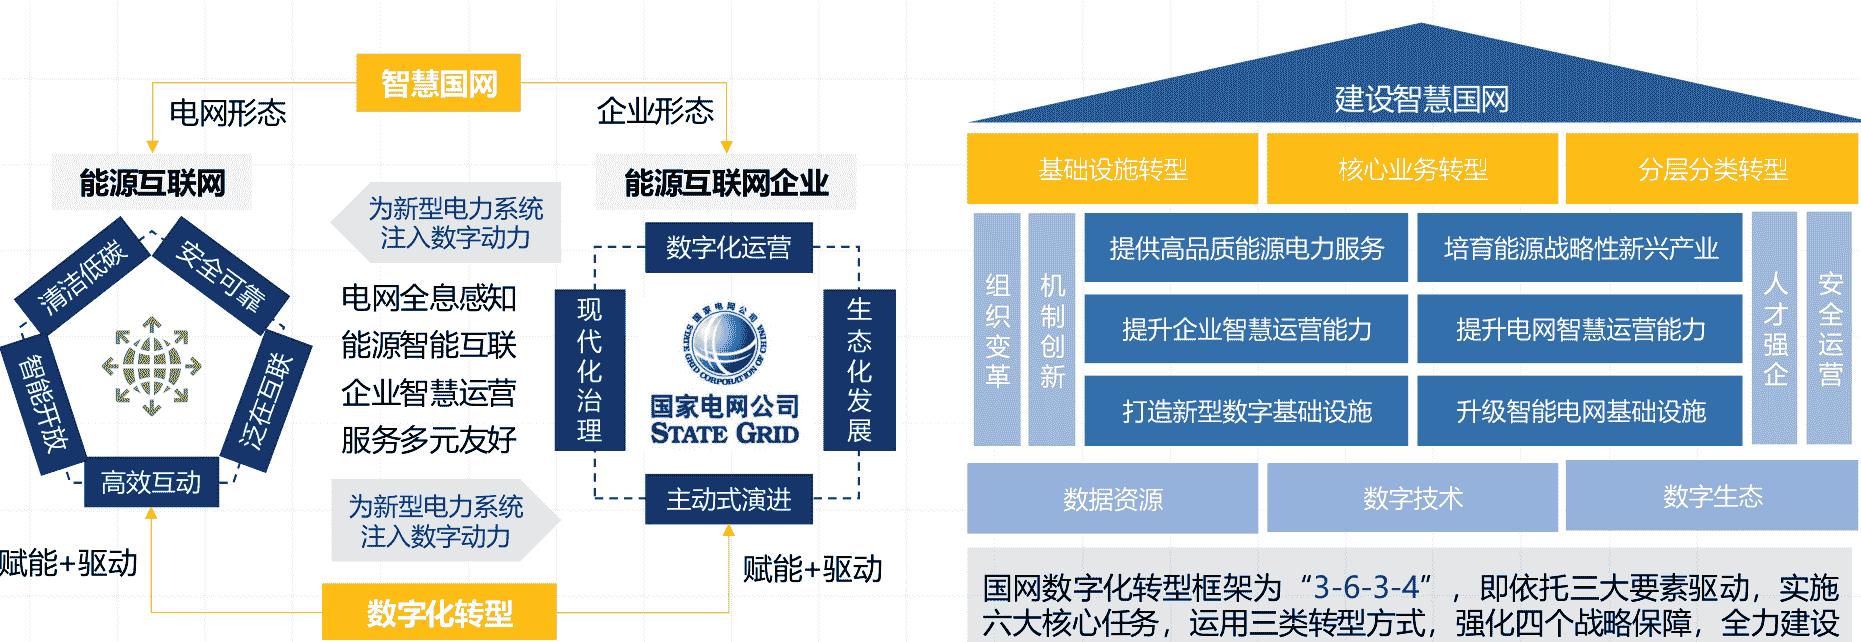 智慧国网
电网形态
企业形态
能源互联网
能源互联网企业
为新型电力系统
注入数字动力
清洁低碳
安全可靠
智能开放
泛在互联
高效互动
电网全息感知
能源智能互联
企业智慧运营
服务多元友好
数字化运营
现代化治理
生态化发展
主动式演进
国家电网公司
STATE GRID CORPORATION OF CHINA
国家电网公司
STATE GRID
为新型电力系统
注入数字动力
赋能+驱动
赋能+驱动
数字化转型
建设智慧国网
基础设施转型
核心业务转型
分层分类转型
组织变革
机制创新
提供高品质能源电力服务
培育能源战略性新兴产业
提升企业智慧运营能力
提升电网智慧运营能力
打造新型数字基础设施
升级智能电网基础设施
人才强企
安全运营
数据资源
数字技术
数字生态
国网数字化转型框架为“3-6-3-4”，即依托三大要素驱动，实施
六大核心任务，运用三类转型方式，强化四个战略保障，全力建设